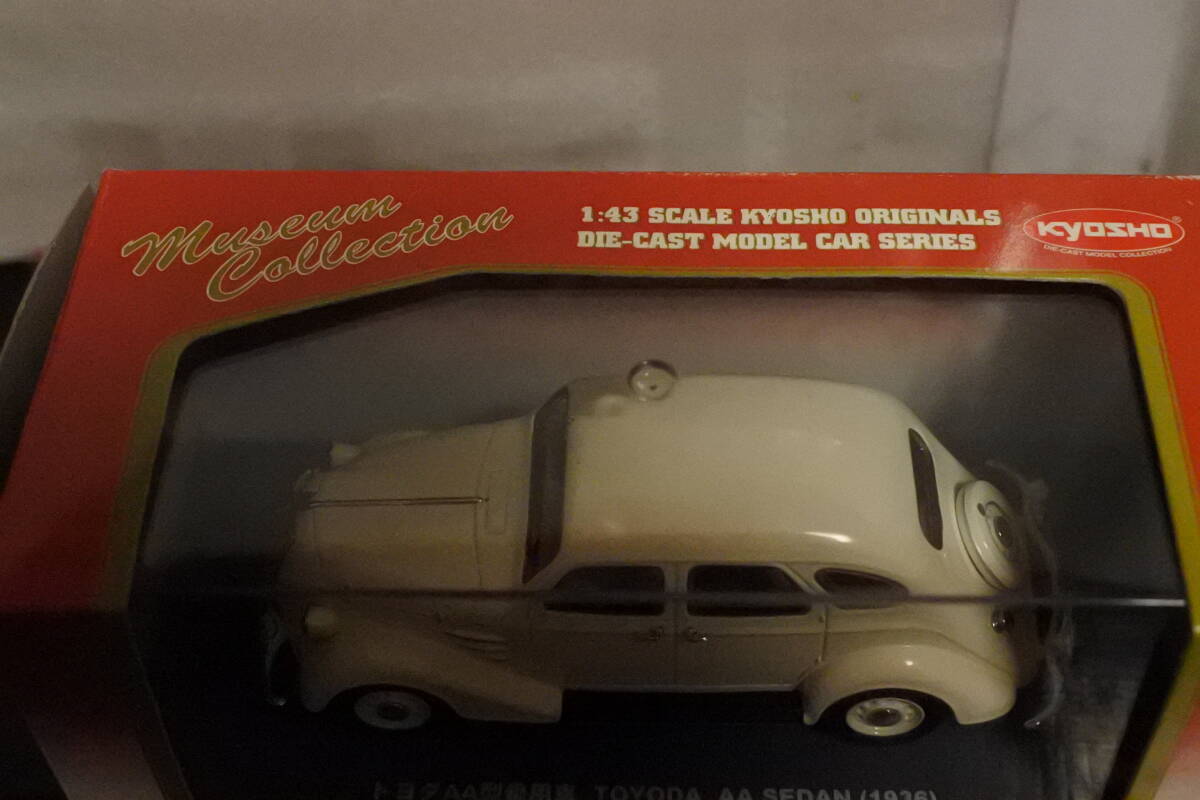 Museum
Collection
1:43 SCALE KYOSHO ORIGINALS
DIE-CAST MODEL CAR SERIES
KYOSHO®
DIE-CAST MODEL COLLECTION
トヨダAA型乗用車 TOYODA AA SEDAN (1936)